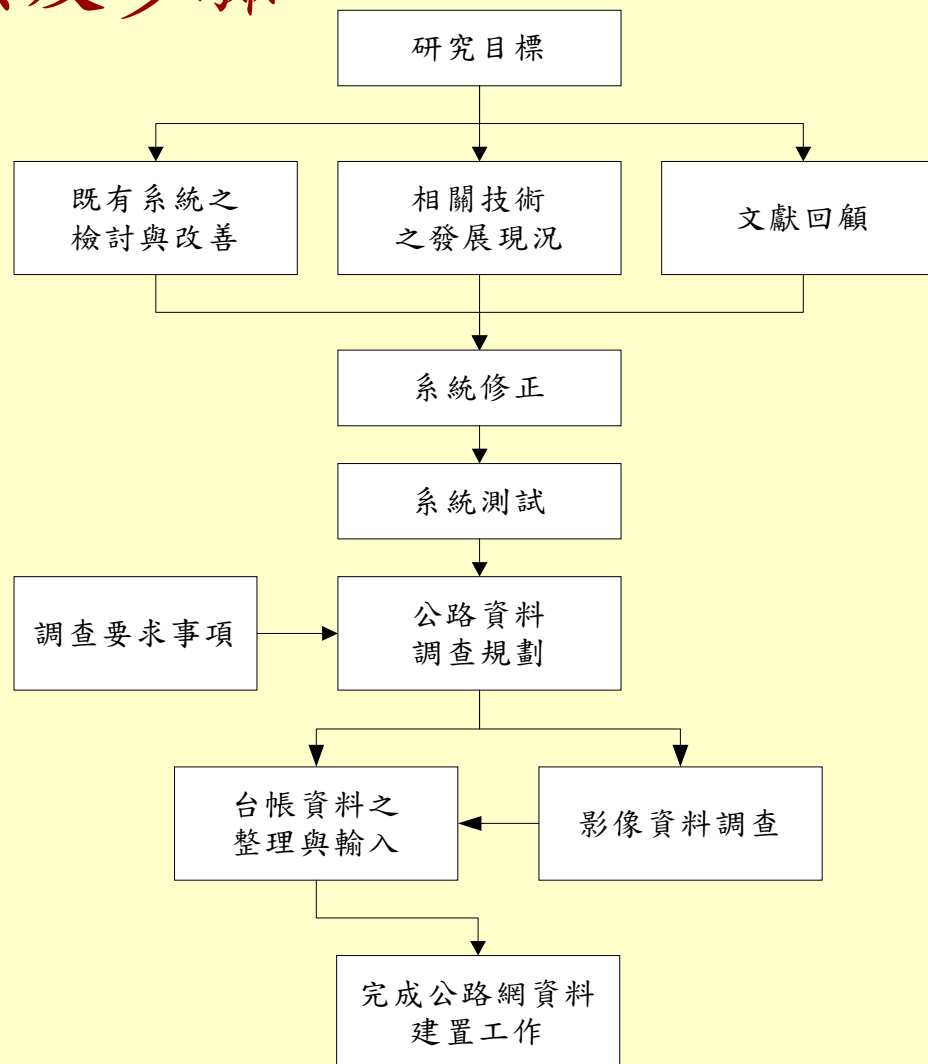 及步驟
研究目標
既有系統之
檢討與改善
相關技術
之發展現況
文獻回顧
系統修正
系統測試
調查要求事項
公路資料
調查規劃
台帳資料之
整理與輸入
影像資料調查
完成公路網資料
建置工作